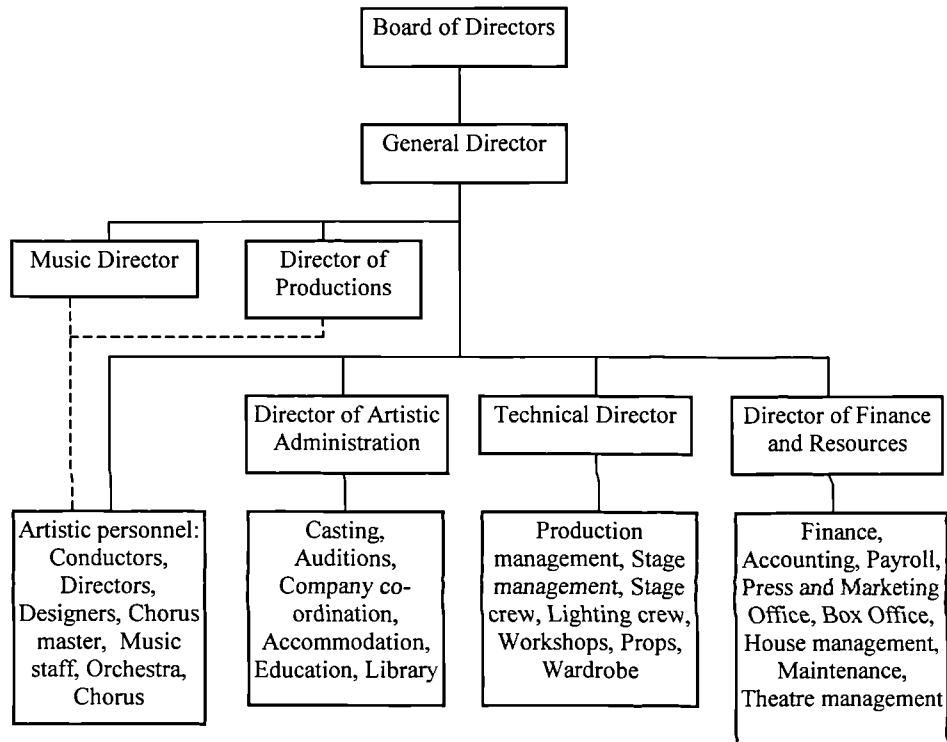 Board of Directors
General Director
Music Director
Director of
Productions
Director of Artistic
Administration
Technical Director
Director of Finance
and Resources
Artistic personnel:
Conductors,
Directors,
Designers, Chorus
master, Music
staff, Orchestra,
Chorus
Casting,
Auditions,
Company co-
ordination,
Accommodation,
Education, Library
Production
management, Stage
management, Stage
crew, Lighting crew,
Workshops, Props,
Wardrobe
Finance,
Accounting, Payroll,
Press and Marketing
Office, Box Office,
House management,
Maintenance,
Theatre management